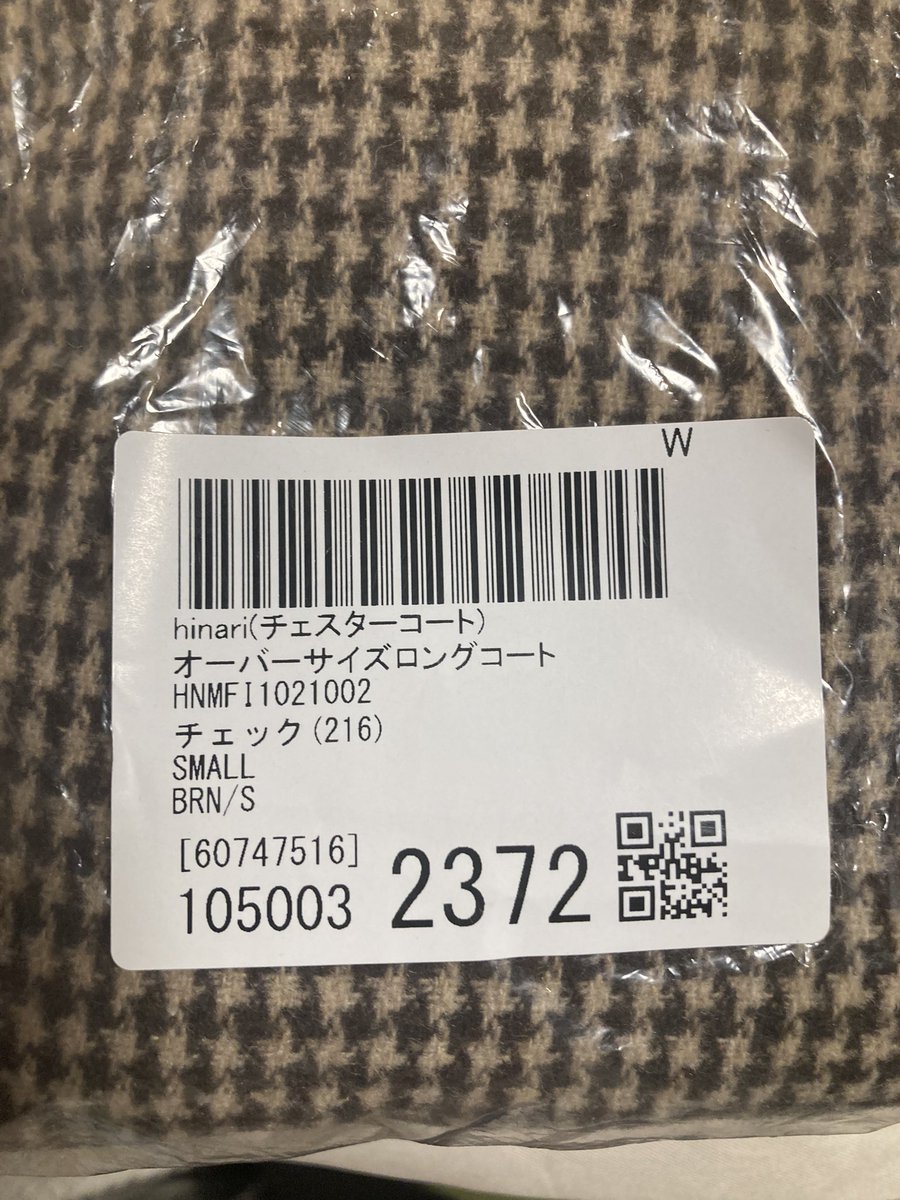 W
hinari(チェスターコート)
オーバーサイズロングコート
HNMFI1021002
チェック(216)
SMALL
BRN/S
[60747516]
105003 2372